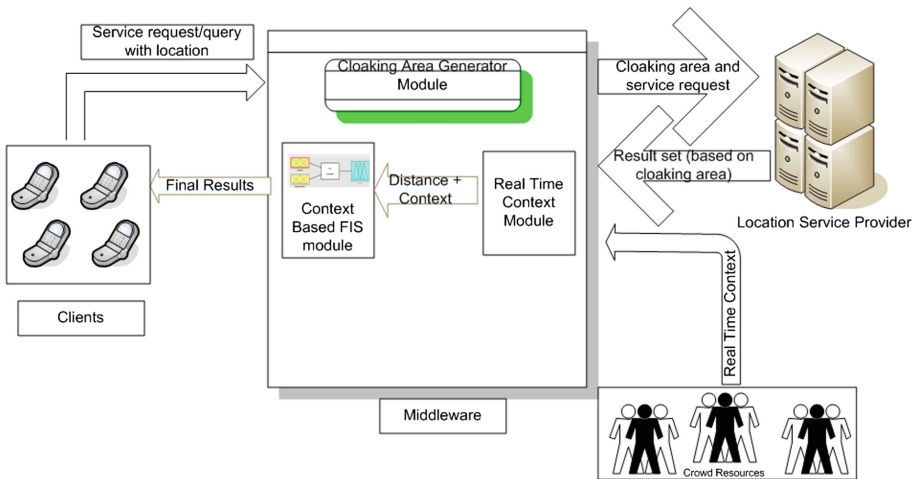 Service request/query
with location
Cloaking Area Generator
Module
Cloaking area and
service request
Result set (based on
cloaking area)
Location Service Provider
Final Results
Context
Based FIS
module
Distance +
Context
Real Time
Context
Module
Clients
Real Time Context
Middleware
Crowd Resources